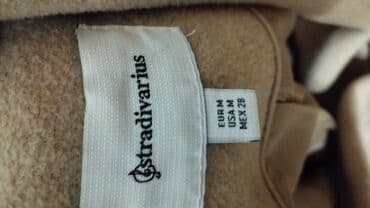 stradivarius
EUR M
USA M
MEX 28